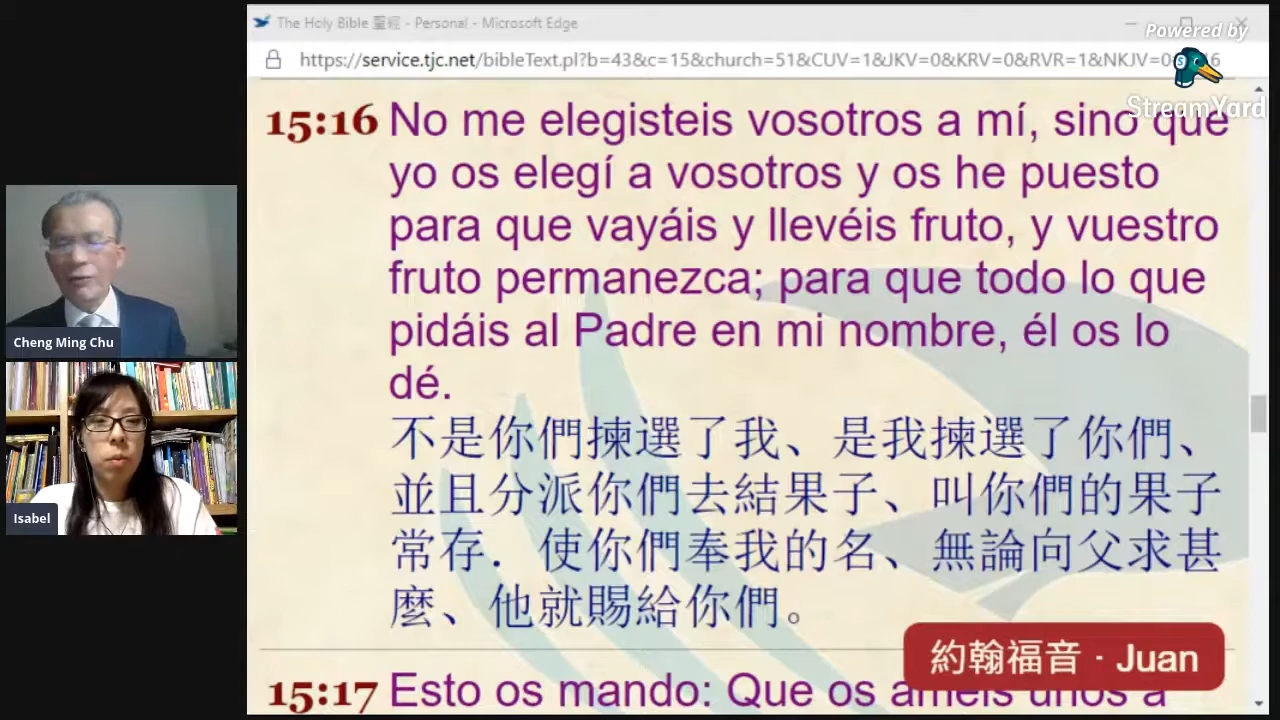 The Holy Bible 聖經 - Personal - Microsoft Edge
Powered by
https://service.tjc.net/bibleText.pl?b=43&c=15&church=51&CUV=1&JKV=0&KRV=0&RVR=1&NKJV=0
StreamYard
15:16 No me elegisteis vosotros a mí, sino que
yo os elegí a vosotros y os he puesto
para que vayáis y llevéis fruto, y vuestro
fruto permanezca; para que todo lo que
pidáis al Padre en mi nombre, él os lo
dé.
不是你們揀選了我、是我揀選了你們、
並且分派你們去結果子、叫你們的果子
常存．使你們奉我的名、無論向父求甚
麼、他就賜給你們。
15:17 Esto os mando: Que os améis unos a
約翰福音 · Juan
Cheng Ming Chu
Isabel